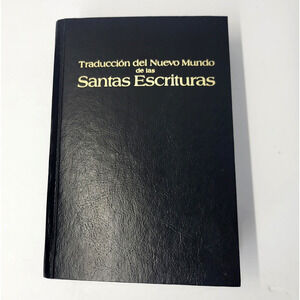 Traducción del Nuevo Mundo
de las
Santas Escrituras